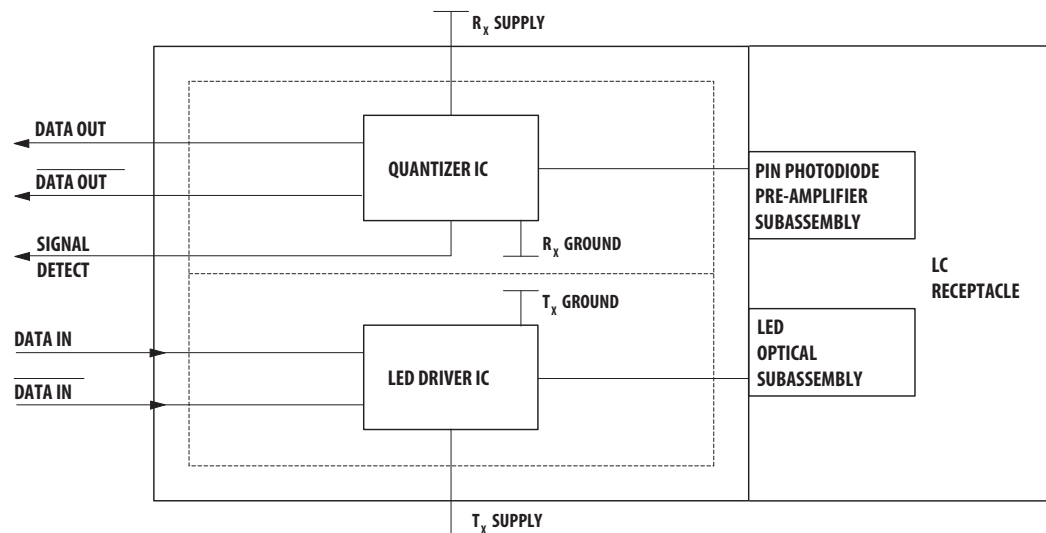 Rx SUPPLY
DATA OUT
DATA OUT
SIGNAL
DETECT
QUANTIZER IC
Rx GROUND
PIN PHOTODIODE
PRE-AMPLIFIER
SUBASSEMBLY
LC
RECEPTACLE
Tx GROUND
DATA IN
DATA IN
LED DRIVER IC
LED
OPTICAL
SUBASSEMBLY
Tx SUPPLY